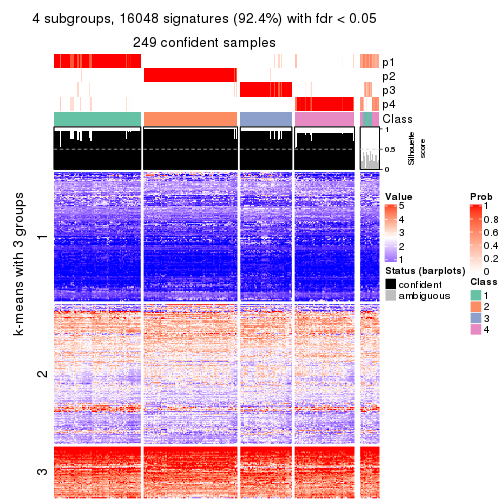 4 subgroups, 16048 signatures (92.4%) with fdr < 0.05
249 confident samples
p1
p2
p3
p4
Class
1
0.5
0
Silhouette
score
k-means with 3 groups
1
2
3
Value
5
4
3
2
1
Status (barplots)
confident
ambiguous
Prob
1
0.8
0.6
0.4
0.2
0
Class
1
2
3
4